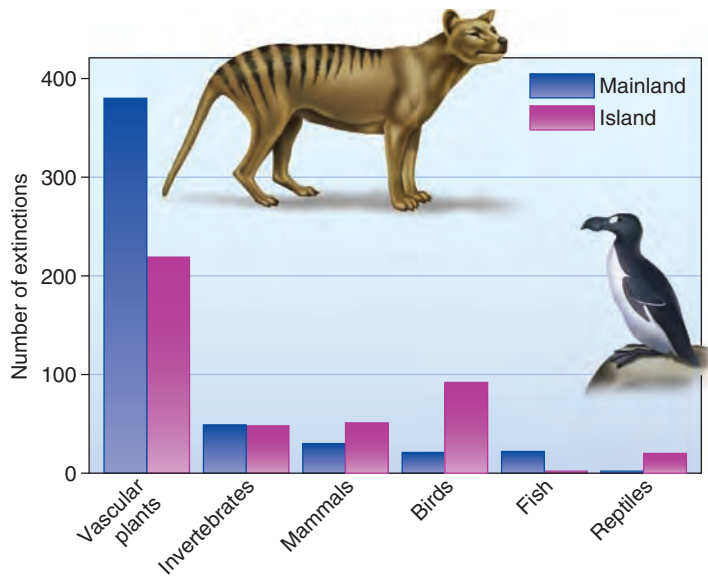 Number of extinctions
400
300
200
100
0
Mainland
Island
Vascular
plants
Invertebrates
Mammals
Birds
Fish
Reptiles